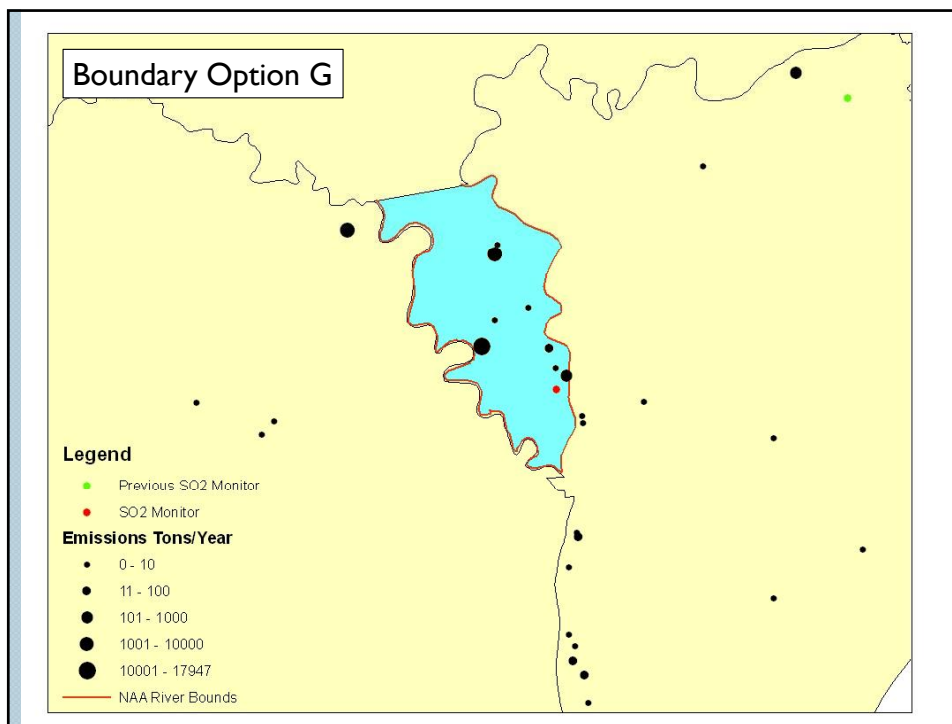 Boundary Option G
Legend
Previous SO2 Monitor
SO2 Monitor
Emissions Tons/Year
0 - 10
11 - 100
101 - 1000
1001 - 10000
10001 - 17947
NAA River Bounds